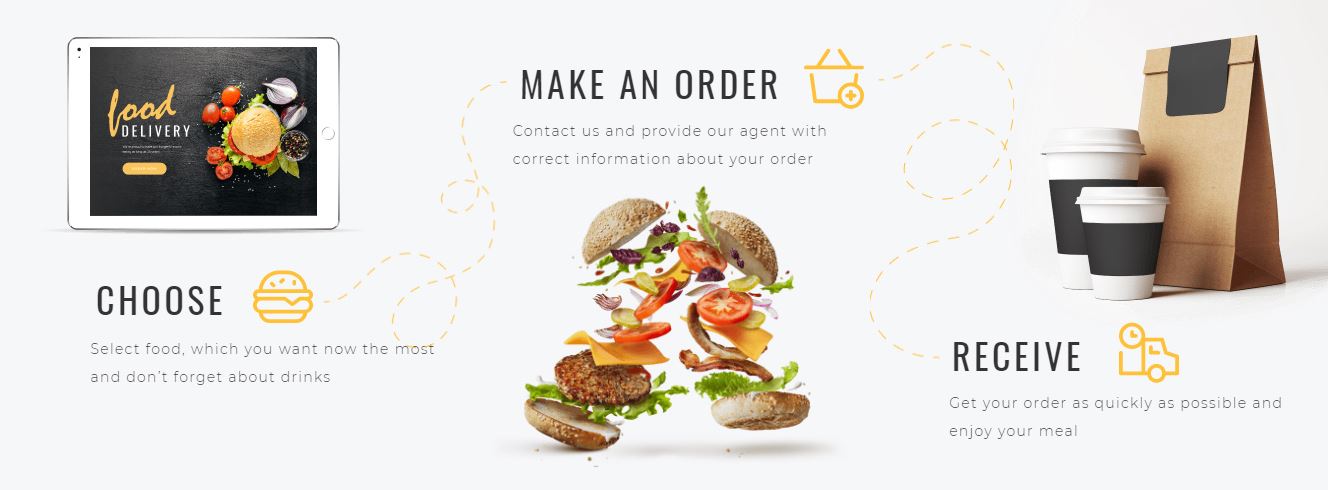 food
DELIVERY
CHOOSE
Select food, which you want now the most
and don't forget about drinks
MAKE AN ORDER
Contact us and provide our agent with
correct information about your order
RECEIVE
Get your order as quickly as possible and
enjoy your meal